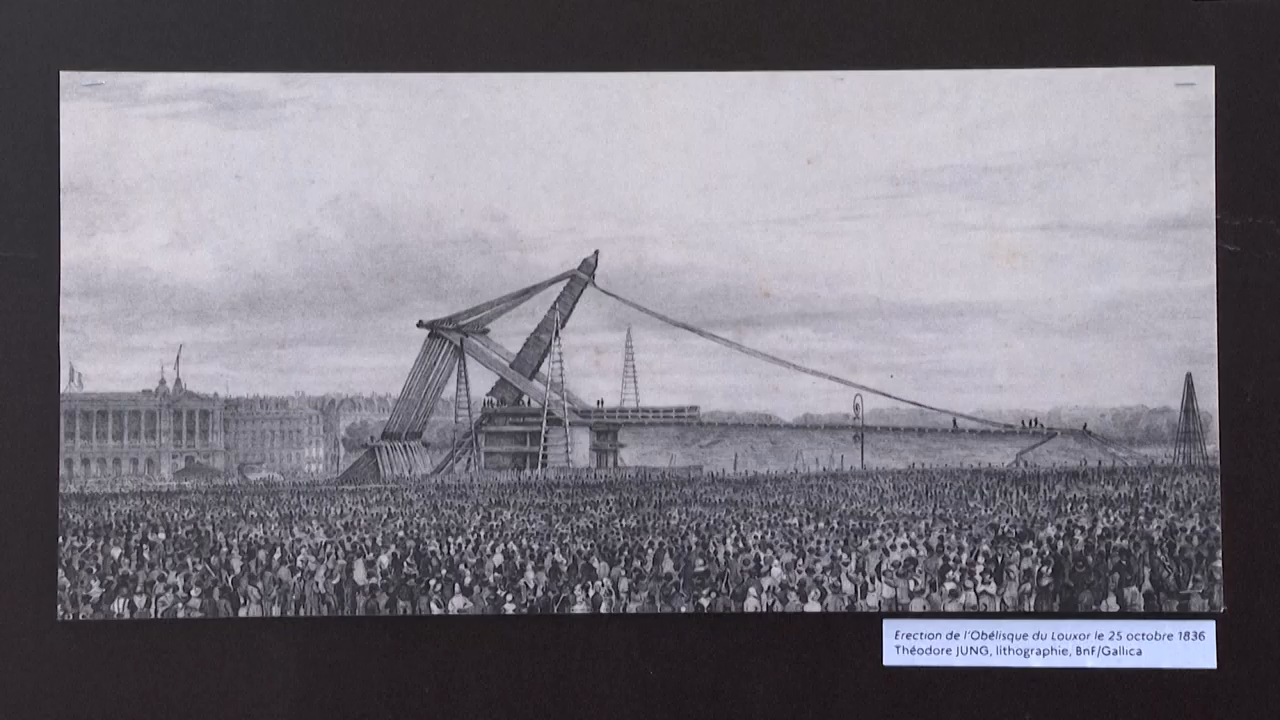 Erection de l'Obélisque du Louxor le 25 octobre 1836
Théodore JUNG, lithographie, BnF/Gallica